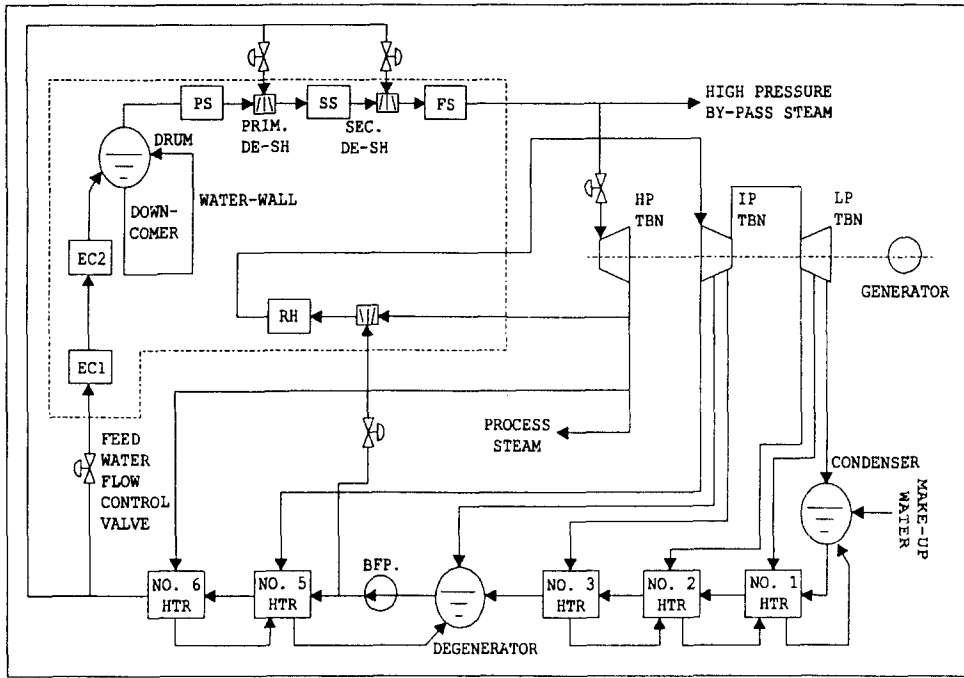 PS
PRIM.
DE-SH
SS
SEC.
DE-SH
FS
HIGH PRESSURE
BY-PASS STEAM
DRUM
WATER-WALL
DOWN-
COMER
EC2
EC1
RH
HP
TBN
IP
TBN
LP
TBN
GENERATOR
FEED
WATER
FLOW
CONTROL
VALVE
PROCESS
STEAM
CONDENSER
MAKE-UP
WATER
NO. 6
HTR
NO. 5
HTR
BFP.
DEGENERATOR
NO. 3
HTR
NO. 2
HTR
NO. 1
HTR